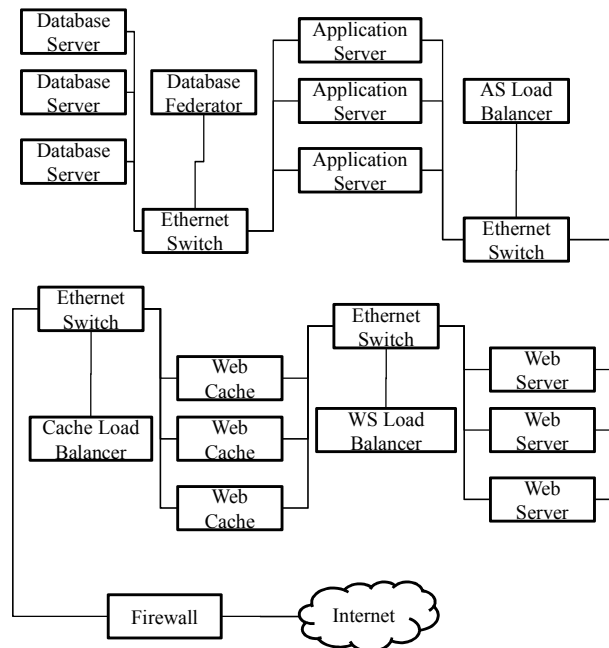 Database
Server
Database
Server
Database
Server
Database
Federator
Ethernet
Switch
Application
Server
Application
Server
Application
Server
AS Load
Balancer
Ethernet
Switch
Ethernet
Switch
Cache Load
Balancer
Web
Cache
Web
Cache
Web
Cache
Ethernet
Switch
WS Load
Balancer
Web
Server
Web
Server
Web
Server
Firewall
Internet